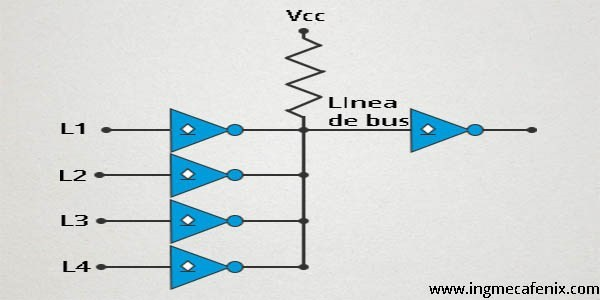 Vcc
Línea
de bus
L1
L2
L3
L4
www.ingmecafenix.com